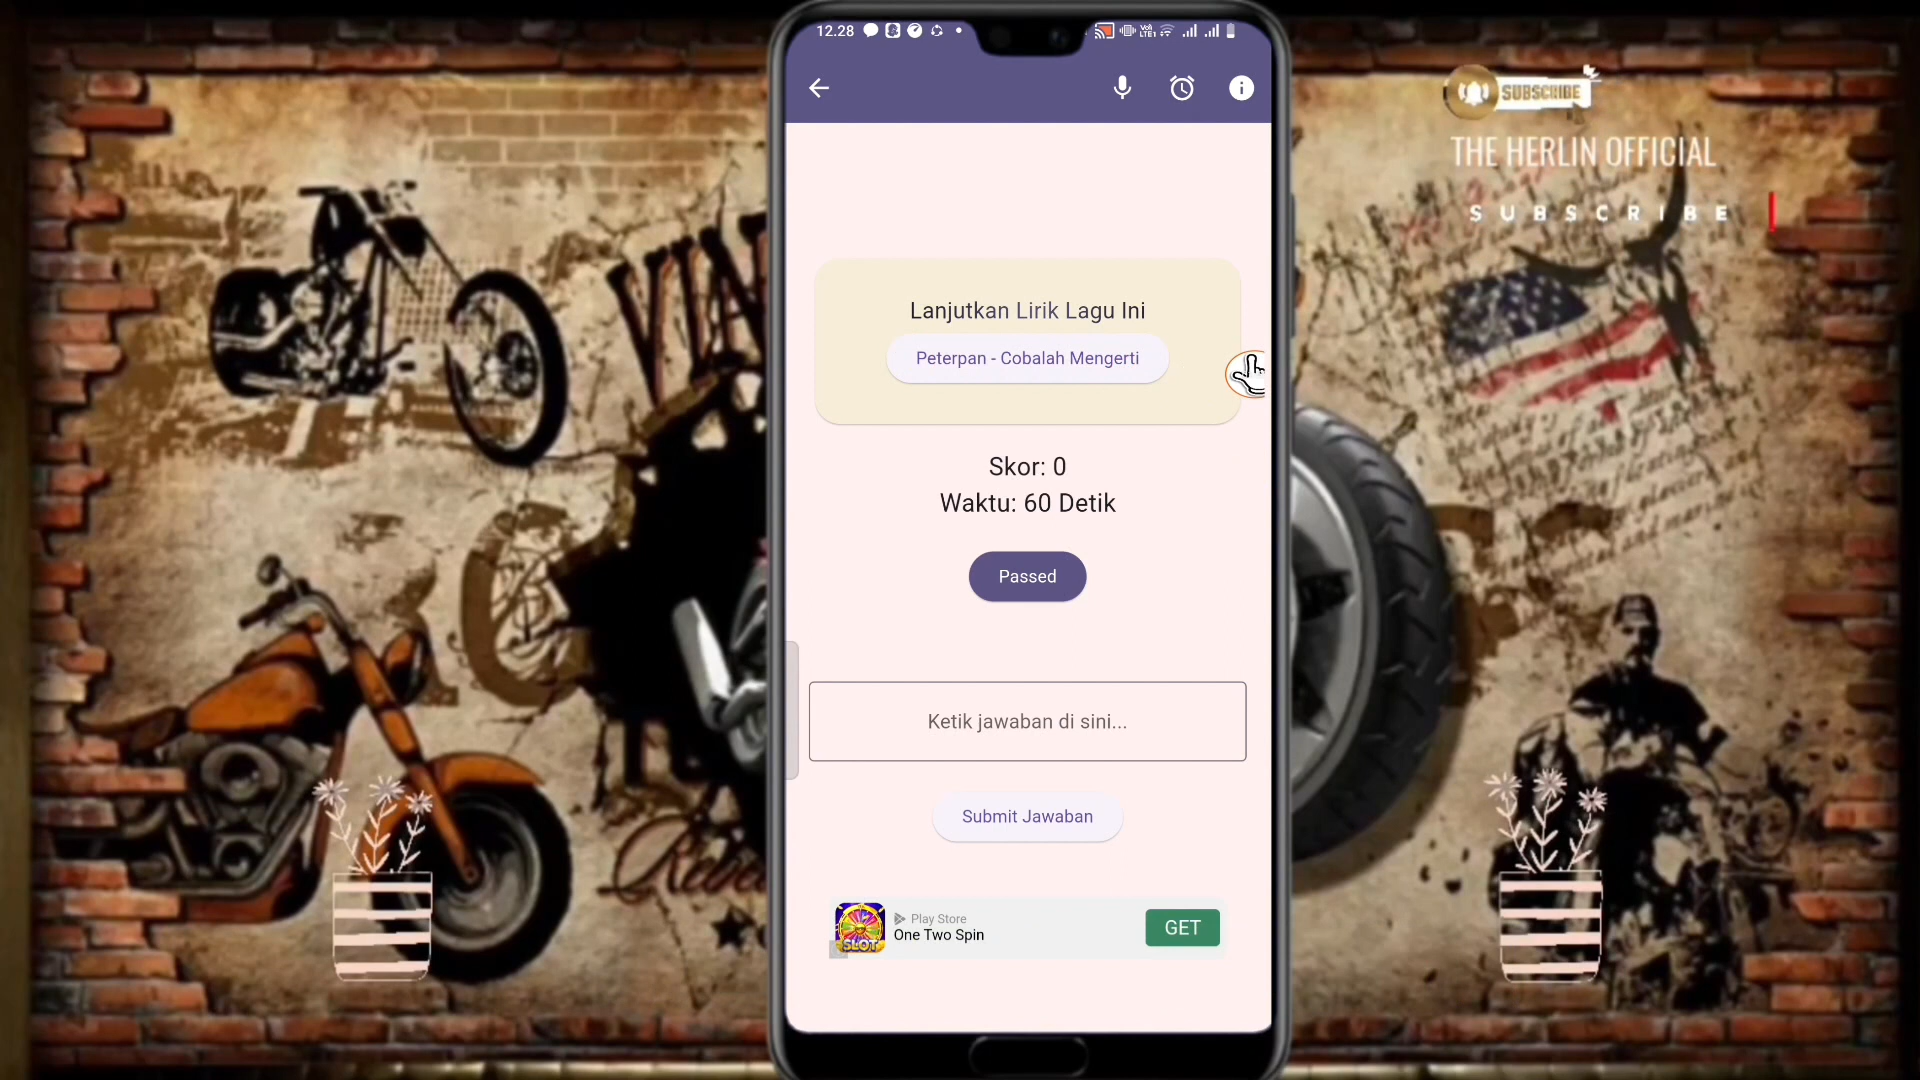 12.28
SUBSCRIBE
THE HERLIN OFFICIAL
SUBSCRIBE
Lanjutkan Lirik Lagu Ini
Peterpan - Cobalah Mengerti
Skor: 0
Waktu: 60 Detik
Passed
Ketik jawaban di sini...
Submit Jawaban
SLOT
Play Store
One Two Spin
GET